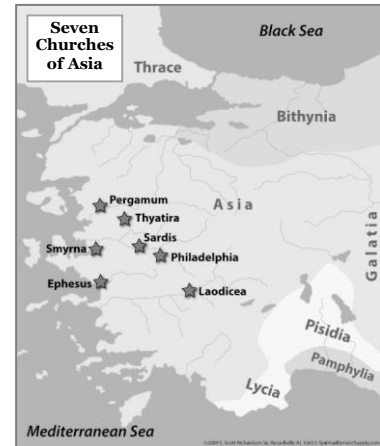 Seven
Churches
of Asia
Black Sea
Thrace
Bithynia
Pergamum
Asia
Thyatira
Sardis
Smyrna
Philadelphia
Galatia
Ephesus
Laodicea
Pisidia
Pamphylia
Lycia
Mediterranean Sea